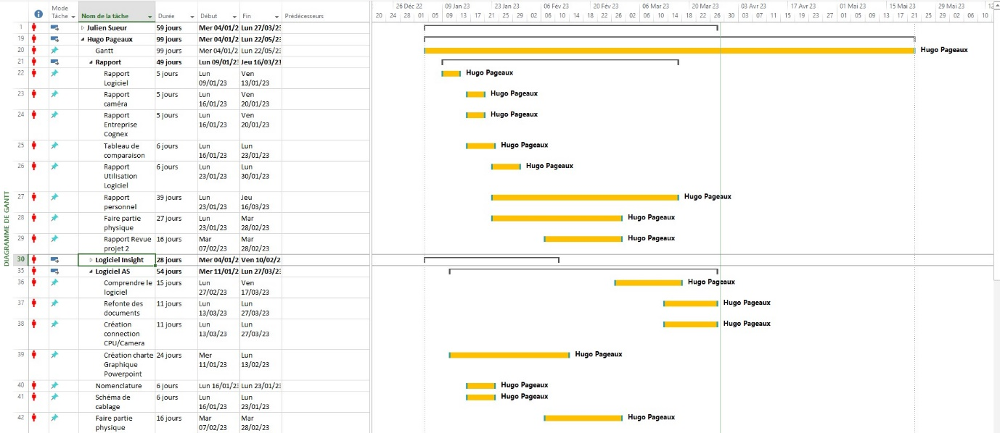 26 Déc 22 09 Jan 23 23 Jan 23 06 Fév 23 20 Fév 23 06 Mar 23 20 Mar 23 03 Avr 23 17 Avr 23 01 Mai 23 15 Mai 23 29 Mai 23 12
Mode Tâche Nom de la tâche Durée Début Fin Prédécesseurs
20 24 28 01 05 09 13 17 21 25 29 02 06 10 14 18 22 26 02 06 10 14 18 22 26 30 03 07 11 15 19 23 27 01 05 09 13 17 21 25 29 02 06 10
1 Julien Sueur 59 jours Mer 04/01/2 Lun 27/03/23
19 Hugo Pageaux 99 jours Mer 04/01/2 Lun 22/05/23
20 Gantt 99 jours Mer 04/01/2 Lun 22/05/23 Hugo Pageaux
21 Rapport 49 jours Lun 09/01/23 Jeu 16/03/23
22 Rapport 5 jours Lun Ven Hugo Pageaux
Logiciel 09/01/23 13/01/23
23 Rapport 5 jours Lun Ven Hugo Pageaux
caméra 16/01/23 20/01/23
24 Rapport 5 jours Lun Ven Hugo Pageaux
Entreprise 16/01/23 20/01/23
Cognex
25 Tableau de 6 jours Lun Lun Hugo Pageaux
comparaison 16/01/23 23/01/23
26 Rapport 6 jours Lun Lun Hugo Pageaux
Utilisation 23/01/23 30/01/23
Logiciel
27 Rapport 39 jours Lun Jeu Hugo Pageaux
personnel 23/01/23 16/03/23
28 Faire partie 27 jours Lun Mar Hugo Pageaux
physique 23/01/23 28/02/23
29 Rapport Revue 16 jours Mar Mar Hugo Pageaux
projet 2 07/02/23 28/02/23
30 Logiciel Insight 28 jours Mer 04/01/2 Ven 10/02/2
35 Logiciel AS 54 jours Mer 11/01/2 Lun 27/03/23
36 Comprendre le 15 jours Lun Ven Hugo Pageaux
logiciel 27/02/23 17/03/23
37 Refonte des 11 jours Lun Lun Hugo Pageaux
documents 13/03/23 27/03/23
38 Création 11 jours Lun Lun Hugo Pageaux
connection 13/03/23 27/03/23
CPU/Camera
39 Création charte 24 jours Mer Lun Hugo Pageaux
Graphique 11/01/23 13/02/23
Powerpoint
40 Nomenclature 6 jours Lun 16/01/23 Lun 23/01/23 Hugo Pageaux
41 Schéma de 6 jours Lun Lun Hugo Pageaux
cablage 16/01/23 23/01/23
42 Faire partie 16 jours Mar Mar Hugo Pageaux
physique 07/02/23 28/02/23
DIAGRAMME DE GANTT